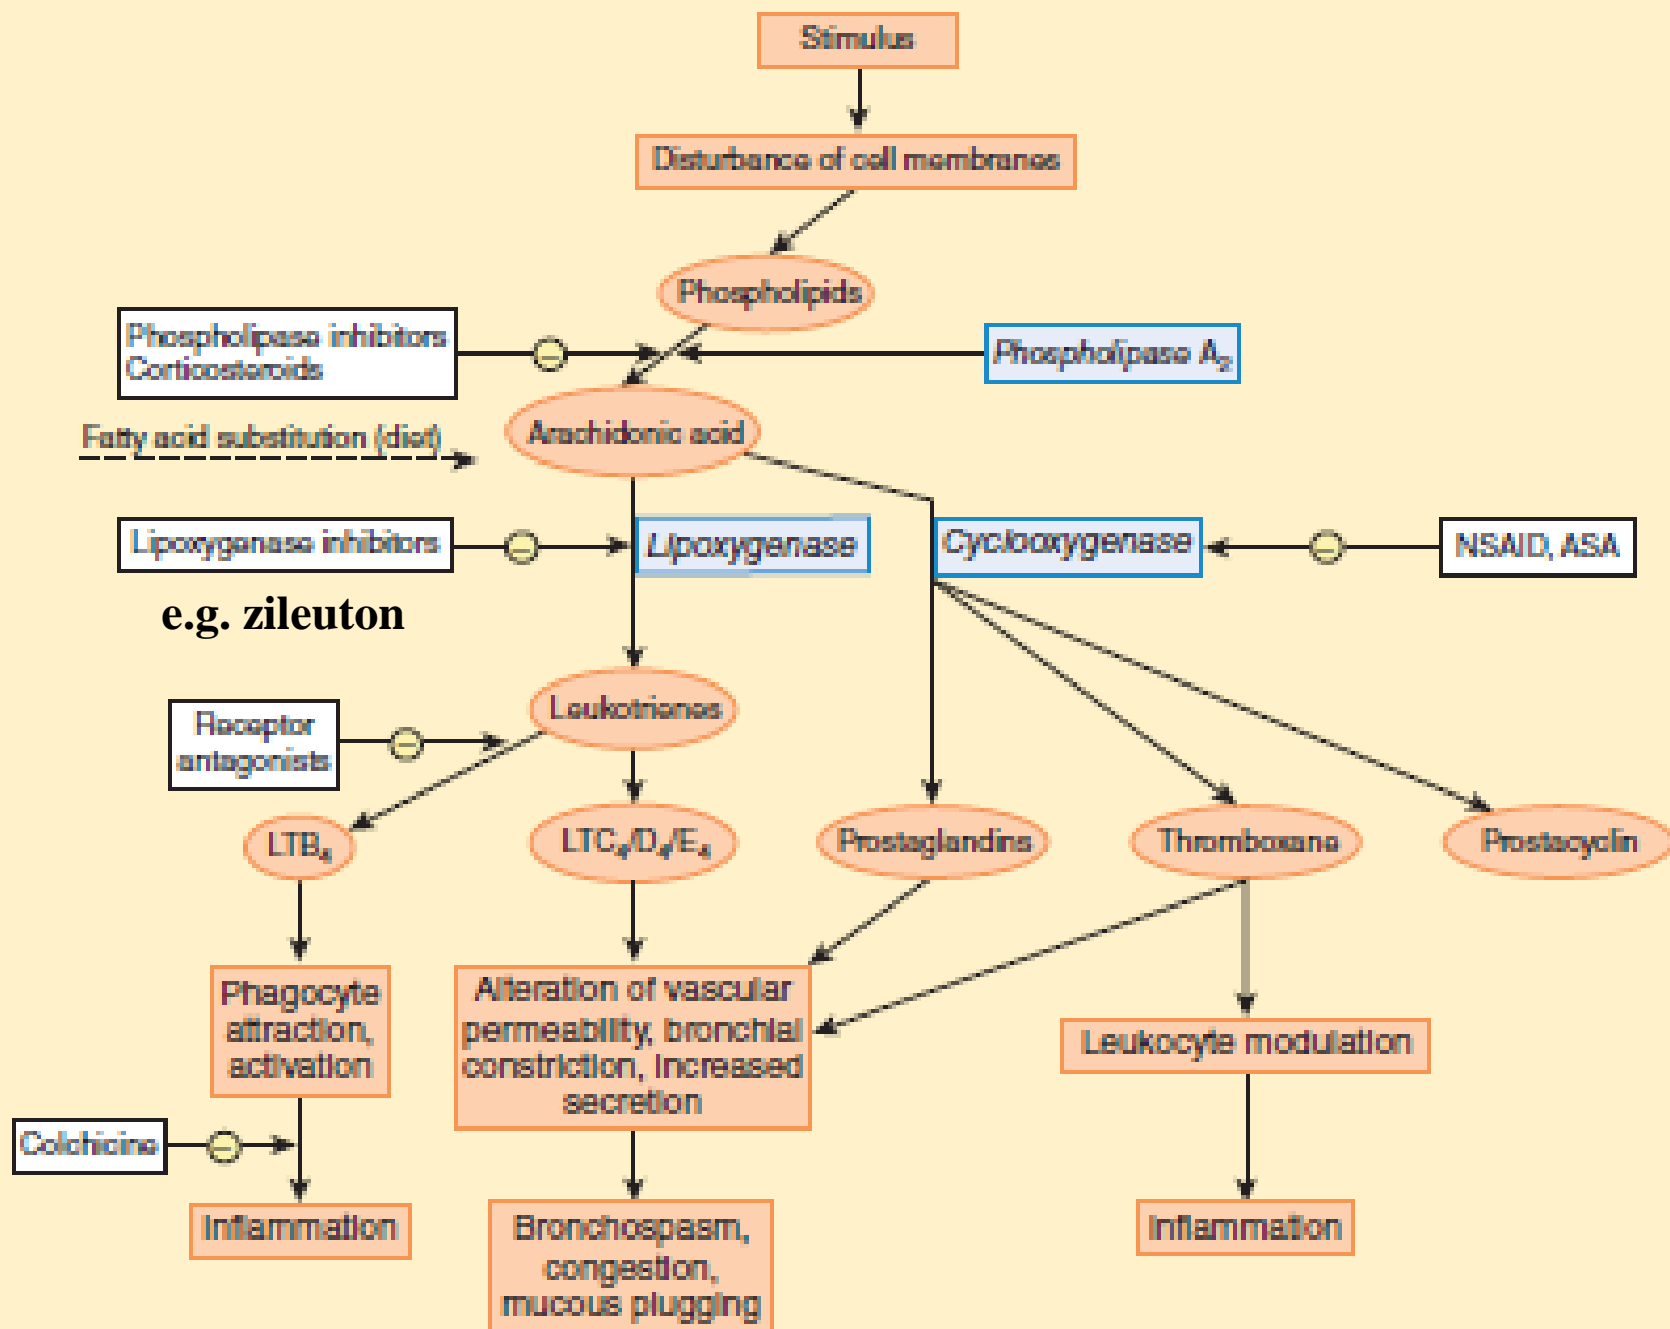 Stimulus
Disturbance of cell membranes
Phospholipids
Phospholipase inhibitors
Corticosteroids
Phospholipase A₂
Arachidonic acid
Fatty acid substitution (diet)
Lipoxygenase inhibitors
Lipoxygenase
Cyclooxygenase
NSAID, ASA
e.g. zileuton
Leukotrienes
Receptor
antagonists
LTB₄
LTC₄/D₄/E₄
Prostaglandins
Thromboxane
Prostacyclin
Phagocyte
attraction,
activation
Alteration of vascular
permeability, bronchial
constriction, increased
secretion
Leukocyte modulation
Colchicine
Inflammation
Bronchospasm,
congestion,
mucous plugging
Inflammation